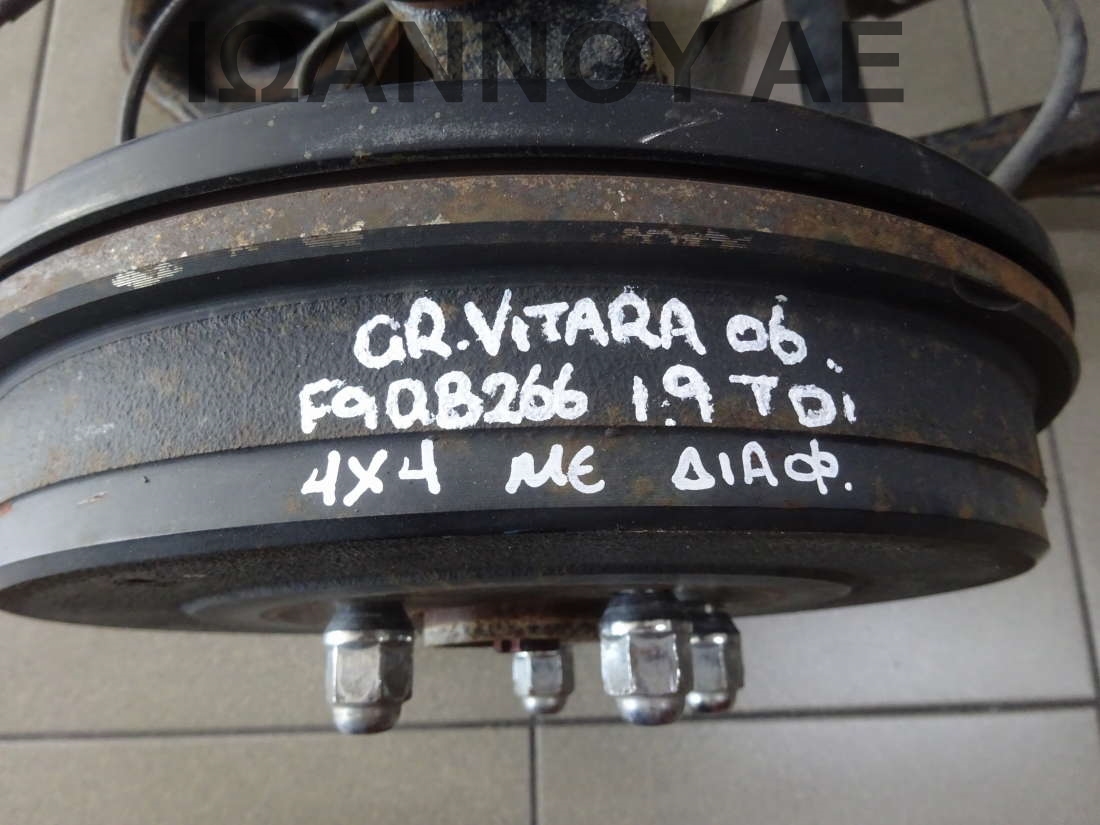 ΙΩΑΝΝΟΥ ΑΕ
GR.VITARA 06.
F9QB266 1.9 TDI
4X4 ΜΕ ΔΙΑΦ.